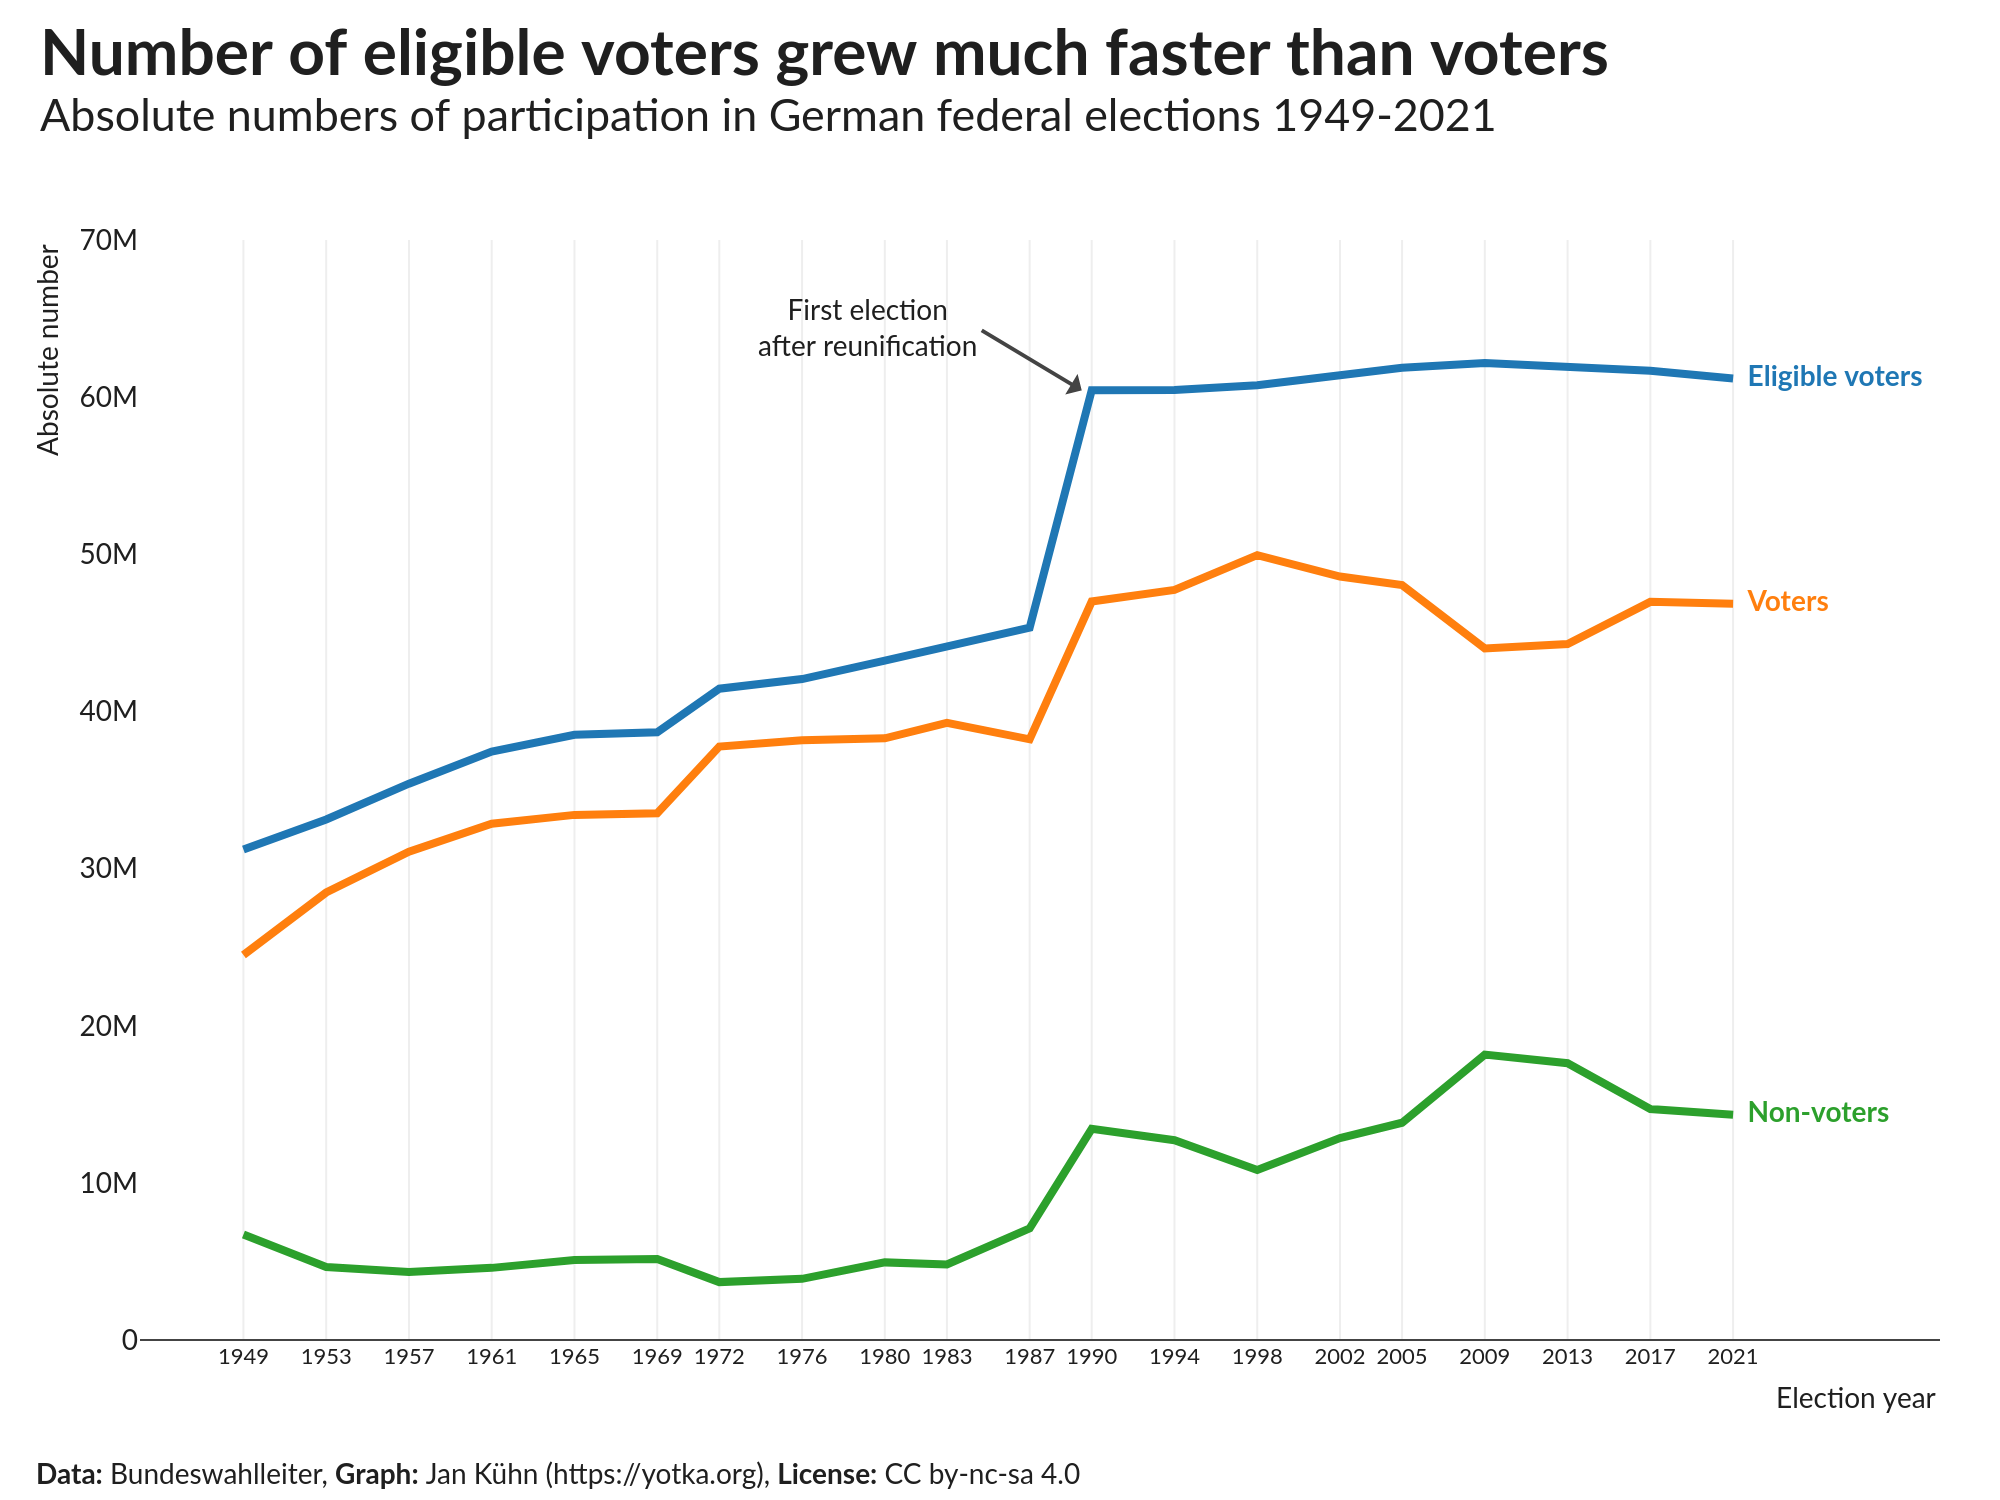 Number of eligible voters grew much faster than voters
Absolute numbers of participation in German federal elections 1949-2021
Absolute number
70M
60M
50M
40M
30M
20M
10M
0
First election
after reunification
Eligible voters
Voters
Non-voters
1949 1953 1957 1961 1965 1969 1972 1976 1980 1983 1987 1990 1994 1998 2002 2005 2009 2013 2017 2021
Election year
Data: Bundeswahlleiter, Graph: Jan Kühn (https://yotka.org), License: CC by-nc-sa 4.0